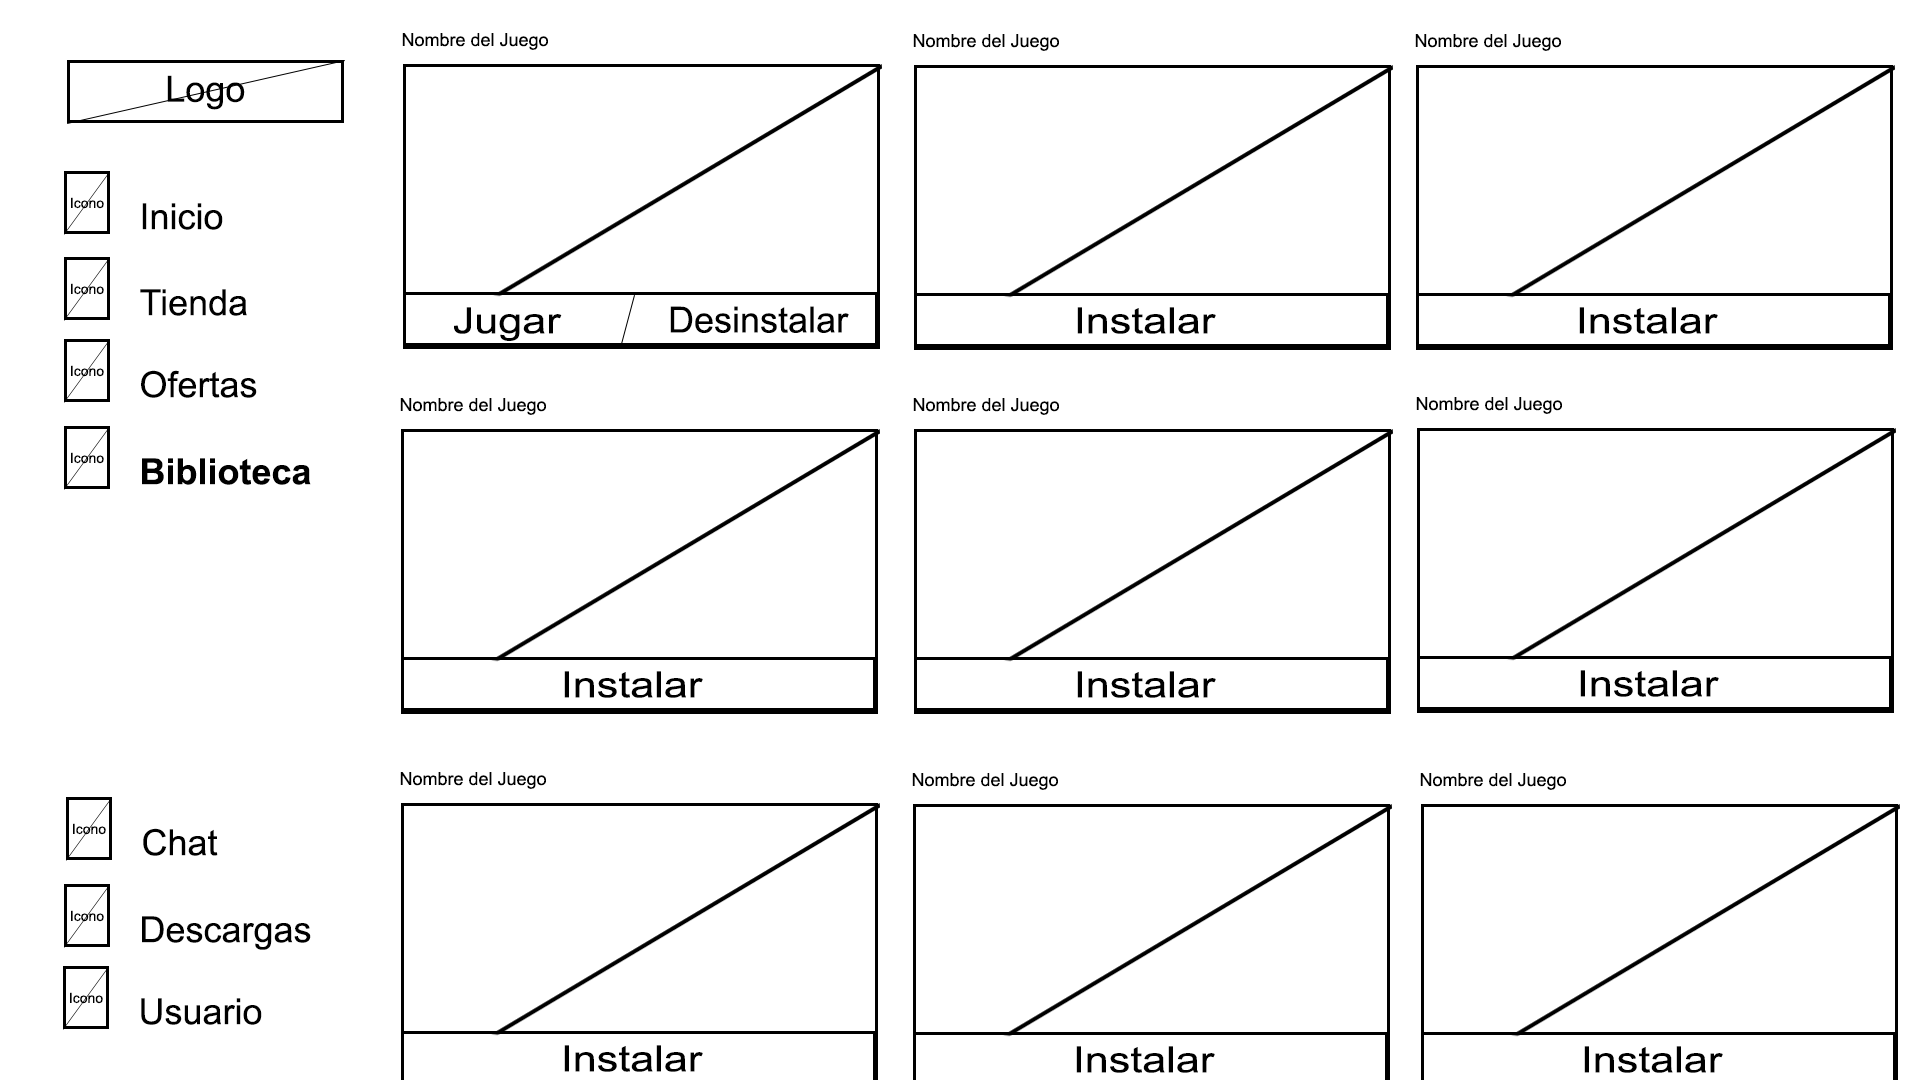 Logo
Icono
Inicio
Icono
Tienda
Icono
Ofertas
Icono
Biblioteca
Icono
Chat
Icono
Descargas
Icono
Usuario
Nombre del Juego
Jugar
Desinstalar
Nombre del Juego
Instalar
Nombre del Juego
Instalar
Nombre del Juego
Instalar
Nombre del Juego
Instalar
Nombre del Juego
Instalar
Nombre del Juego
Instalar
Nombre del Juego
Instalar
Nombre del Juego
Instalar